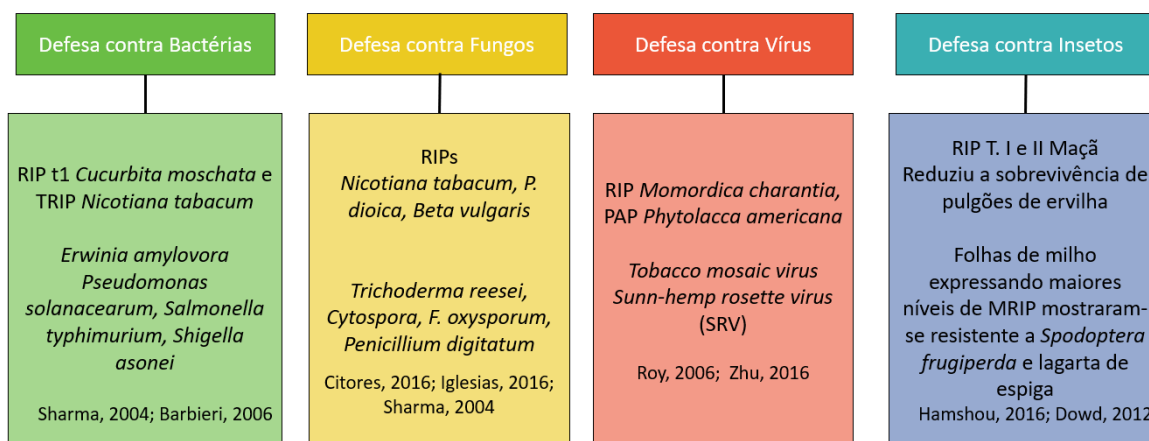 Defesa contra Bactérias
RIP t1 Cucurbita moschata e
TRIP Nicotiana tabacum
Erwinia amylovora
Pseudomonas
solanacearum, Salmonella
typhimurium, Shigella
asonei
Sharma, 2004; Barbieri, 2006
Defesa contra Fungos
RIPs
Nicotiana tabacum, P.
dioica, Beta vulgaris
Trichoderma reesei,
Cytospora, F. oxysporum,
Penicillium digitatum
Citores, 2016; Iglesias, 2016;
Sharma, 2004
Defesa contra Vírus
RIP Momordica charantia,
PAP Phytolacca americana
Tobacco mosaic virus
Sunn-hemp rosette virus
(SRV)
Roy, 2006; Zhu, 2016
Defesa contra Insetos
RIP T. I e II Maçã
Reduziu a sobrevivência de
pulgões de ervilha
Folhas de milho
expressando maiores
níveis de MRIP mostraram-
se resistente a Spodoptera
frugiperda e lagarta de
espiga
Hamshou, 2016; Dowd, 2012